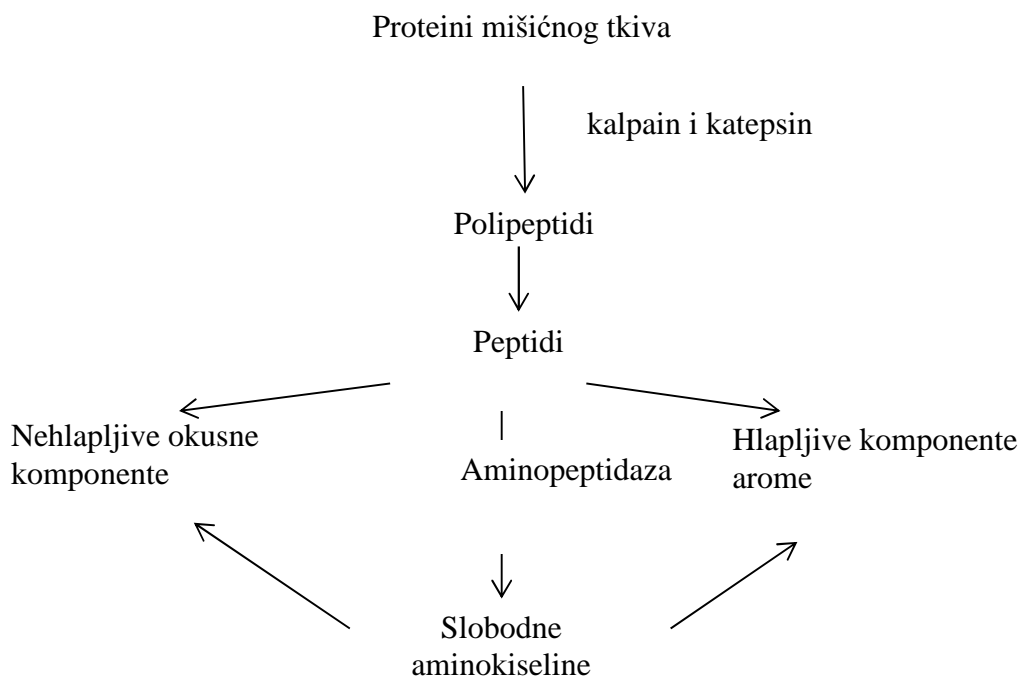 Proteini mišićnog tkiva
kalpain i katepsin
Polipeptidi
Peptidi
Nehlapljive okusne
komponente
Aminopeptidaza
Hlapljive komponente
arome
Slobodne
aminokiseline